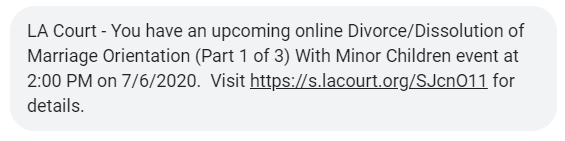 LA Court - You have an upcoming online Divorce/Dissolution of
Marriage Orientation (Part 1 of 3) With Minor Children event at
2:00 PM on 7/6/2020.  Visit https://s.lacourt.org/SJcnO11 for
details.